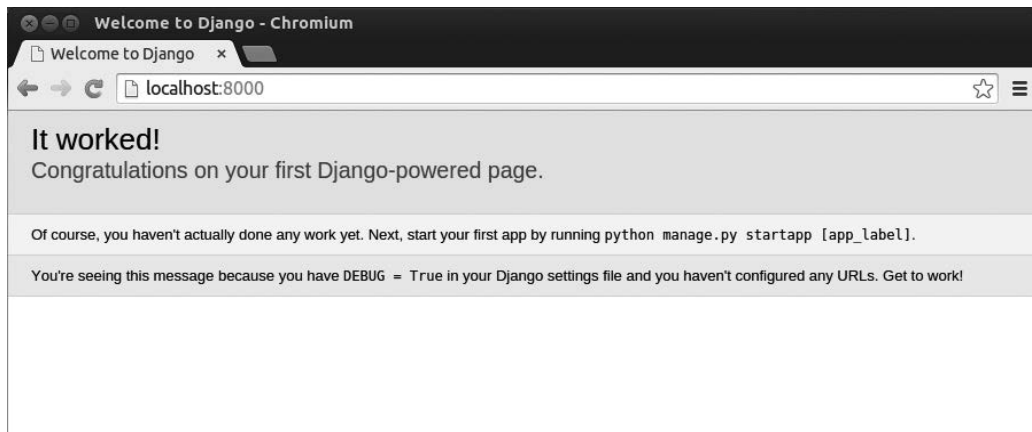 Welcome to Django - Chromium
Welcome to Django
localhost:8000
It worked!
Congratulations on your first Django-powered page.
Of course, you haven't actually done any work yet. Next, start your first app by running python manage.py startapp [app_label].
You're seeing this message because you have DEBUG = True in your Django settings file and you haven't configured any URLs. Get to work!